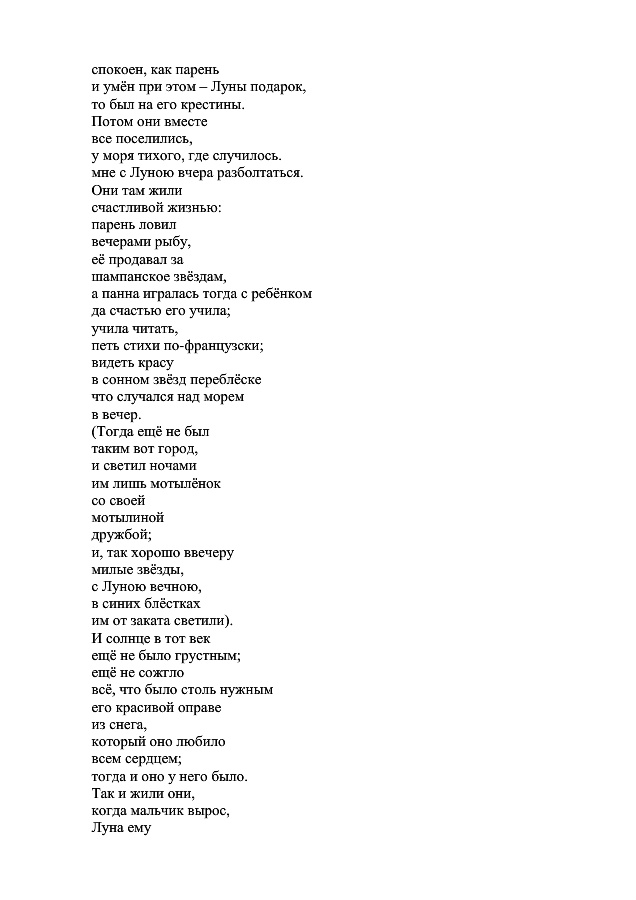 спокоен, как парень
и умён при этом – Луны подарок,
то был на его крестины.
Потом они вместе
все поселились,
у моря тихого, где случилось.
мне с Луною вчера разболтаться.
Они там жили
счастливой жизнью:
парень ловил
вечерами рыбу,
её продавал за
шампанское звёздам,
а панна игралась тогда с ребёнком
да счастью его учила;
учила читать,
петь стихи по-французски;
видеть красу
в сонном звёзд переблёске
что случался над морем
в вечер.
(Тогда ещё не был
таким вот город,
и светил ночами
им лишь мотылёнок
со своей
мотылиной
дружбой;
и, так хорошо ввечеру
милые звёзды,
с Луною вечною,
в синих блёстках
им от заката светили).
И солнце в тот век
ещё не было грустным;
ещё не сожгло
всё, что было столь нужным
его красивой оправе
из снега,
который оно любило
всем сердцем;
тогда и оно у него было.
Так и жили они,
когда мальчик вырос,
Луна ему